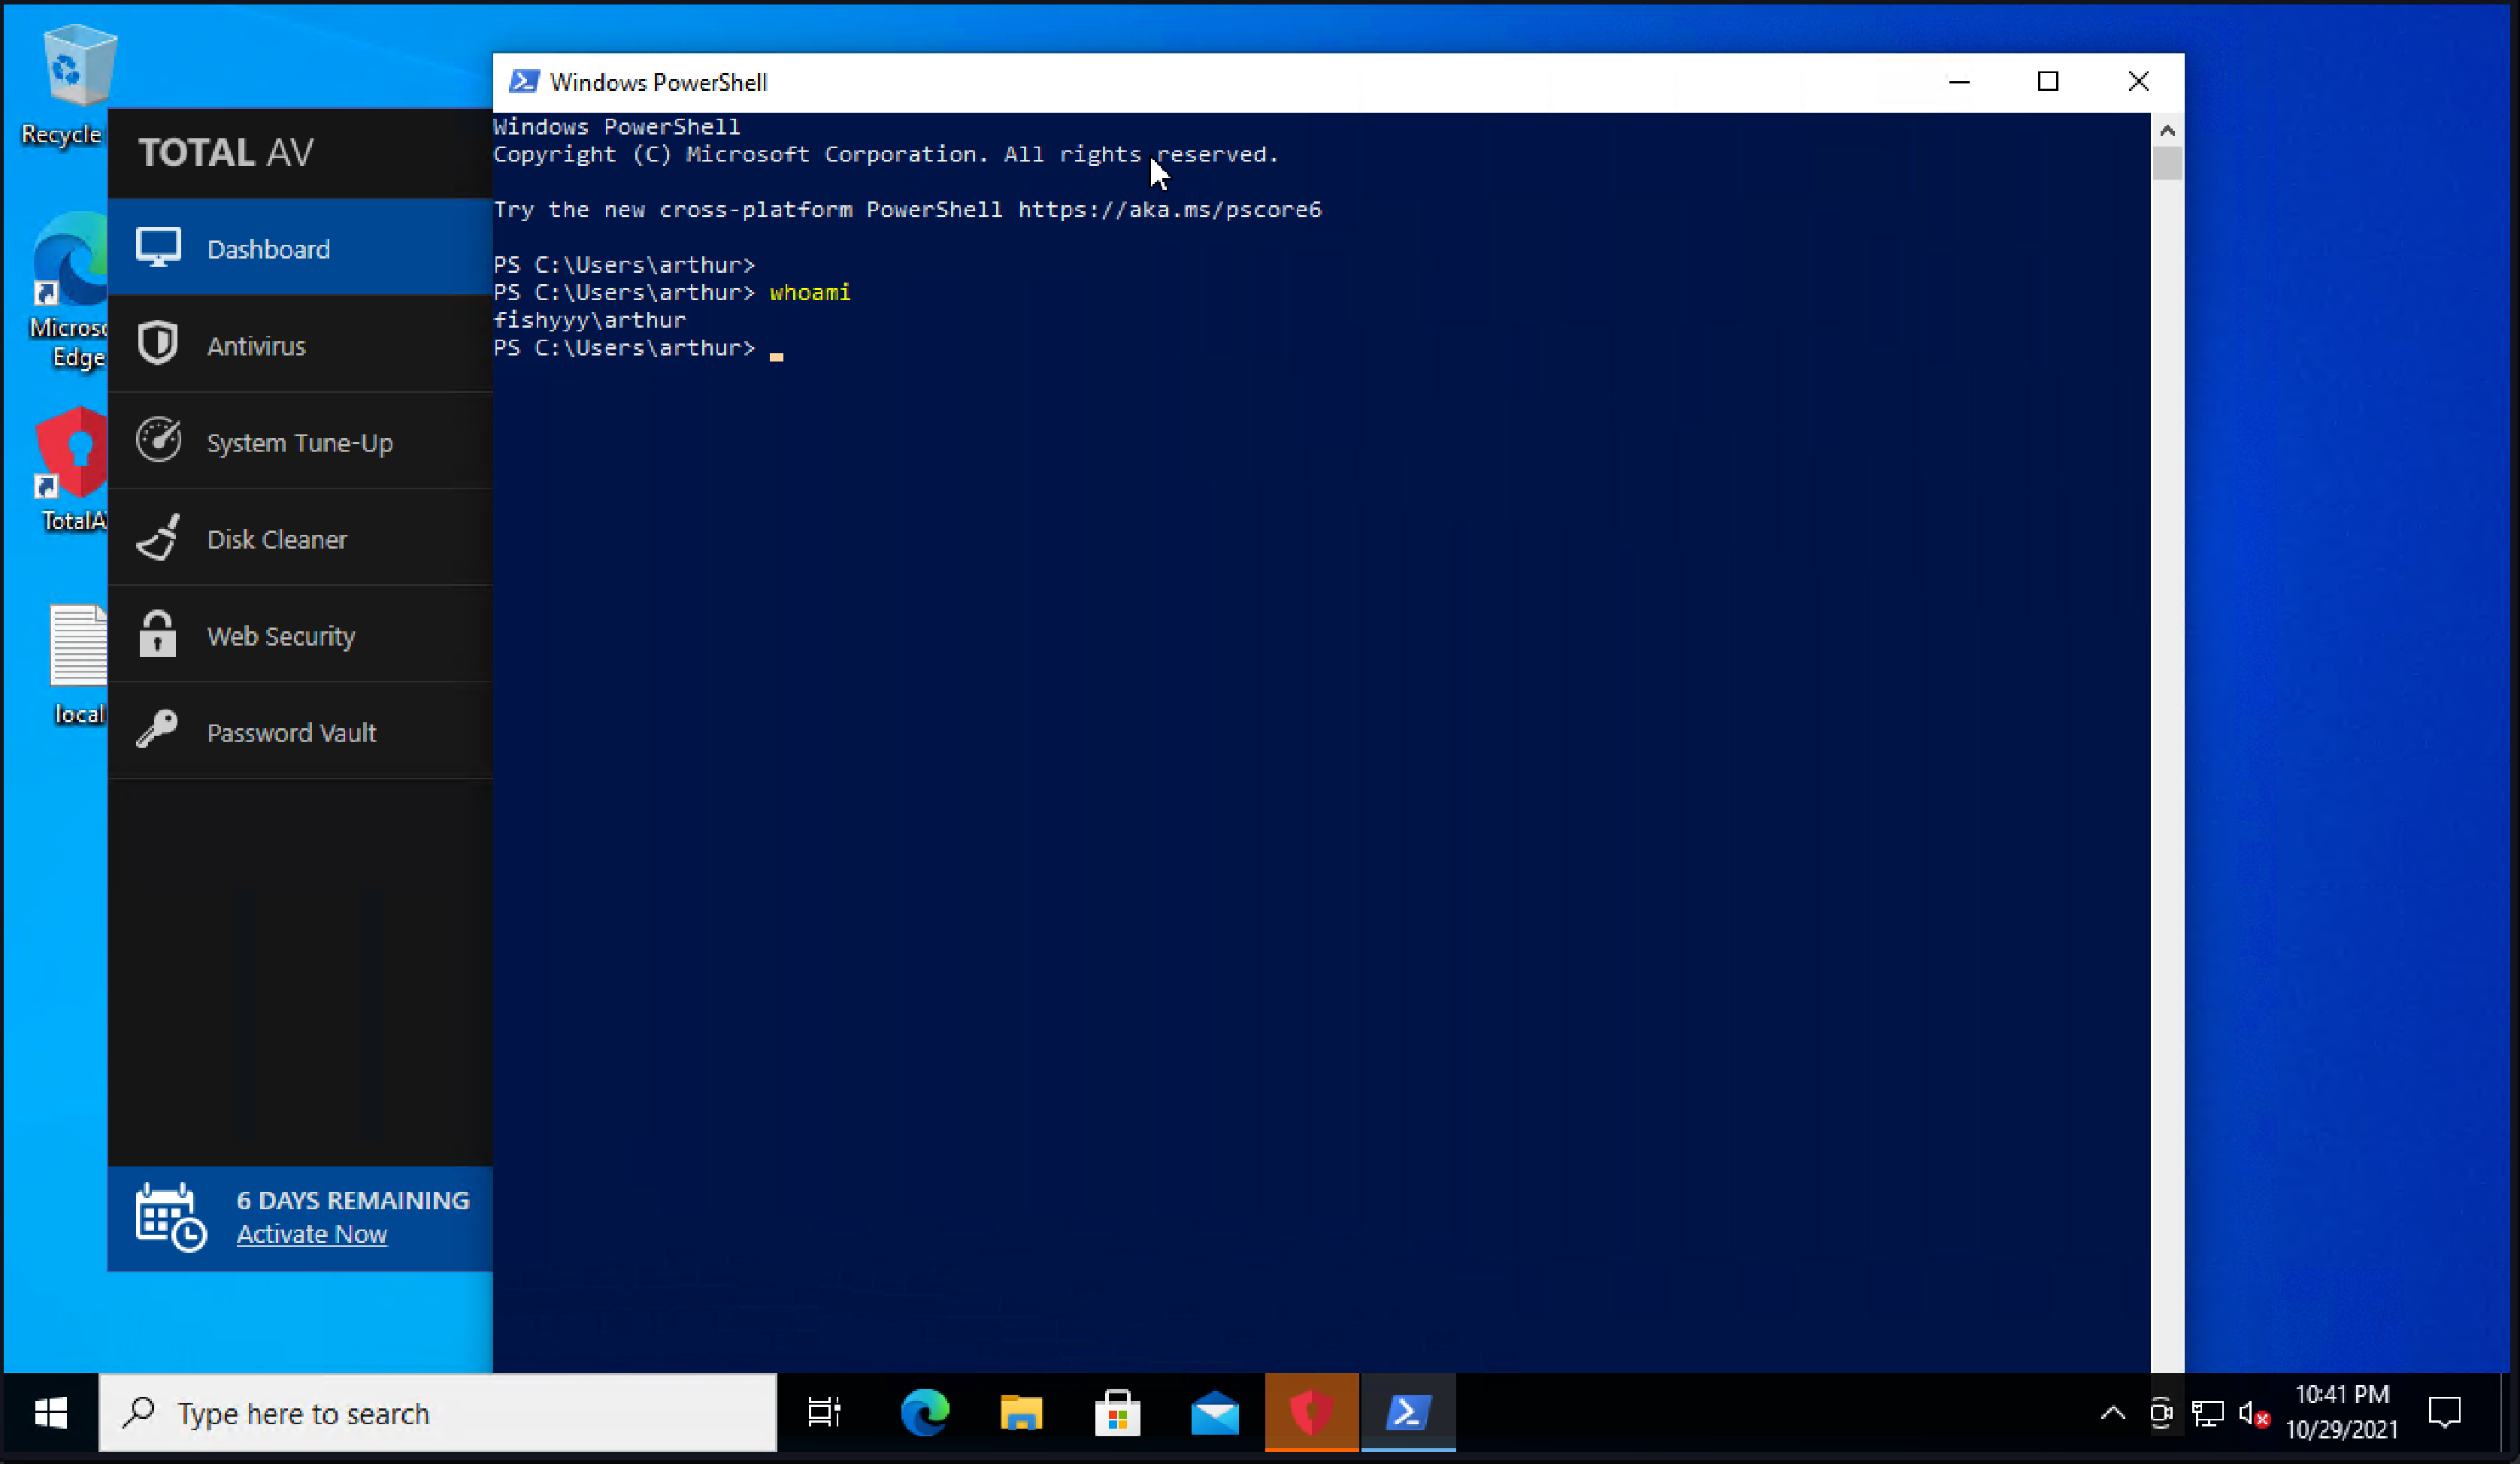 Recycle
Microso
Edge
TotalA
local
TOTAL AV
Dashboard
Antivirus
System Tune-Up
Disk Cleaner
Web Security
Password Vault
6 DAYS REMAINING
Activate Now
Windows PowerShell
Windows PowerShell
Copyright (C) Microsoft Corporation. All rights reserved.
Try the new cross-platform PowerShell https://aka.ms/pscore6
PS C:\Users\arthur>
PS C:\Users\arthur> whoami
fishyyy\arthur
PS C:\Users\arthur>
Type here to search
10:41 PM
10/29/2021